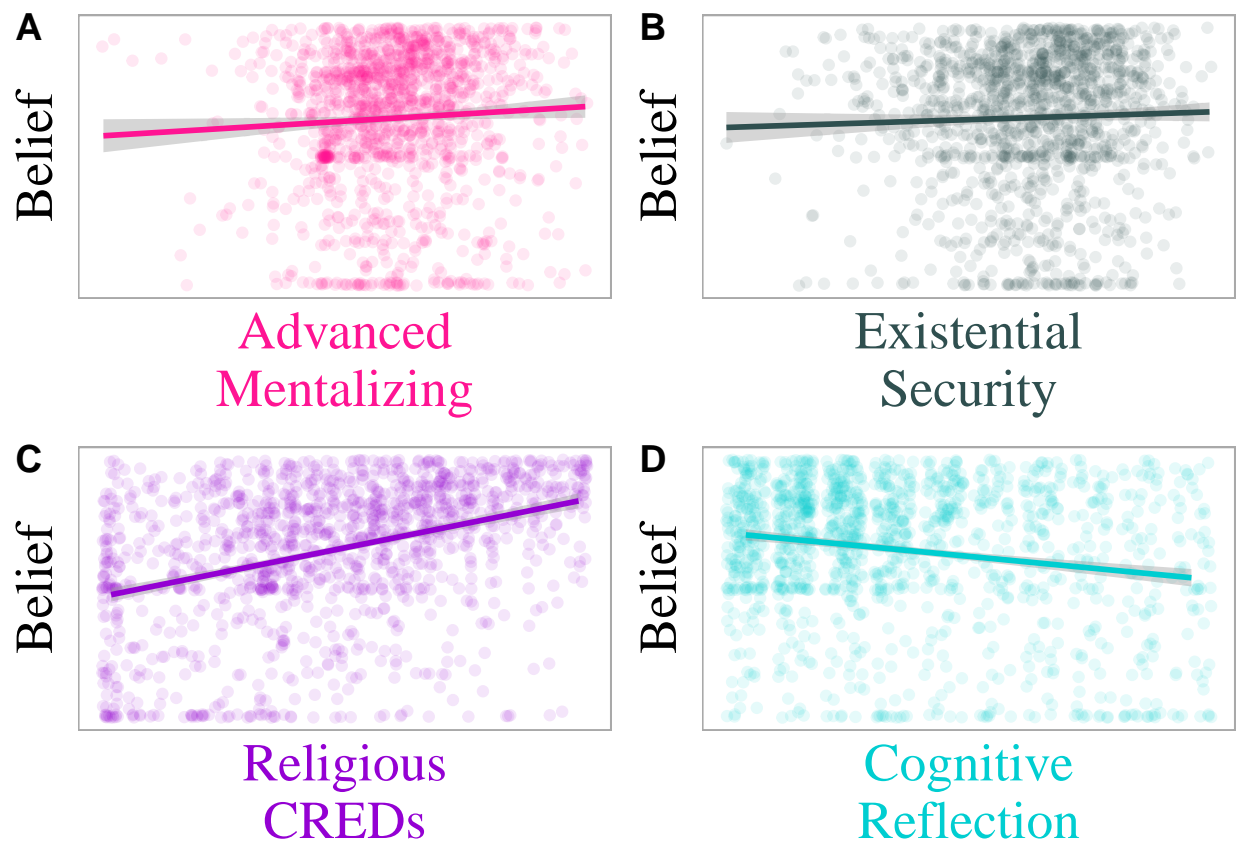 A
B
Belief
Belief
Advanced
Mentalizing
Existential
Security
C
D
Belief
Belief
Religious
CREDs
Cognitive
Reflection